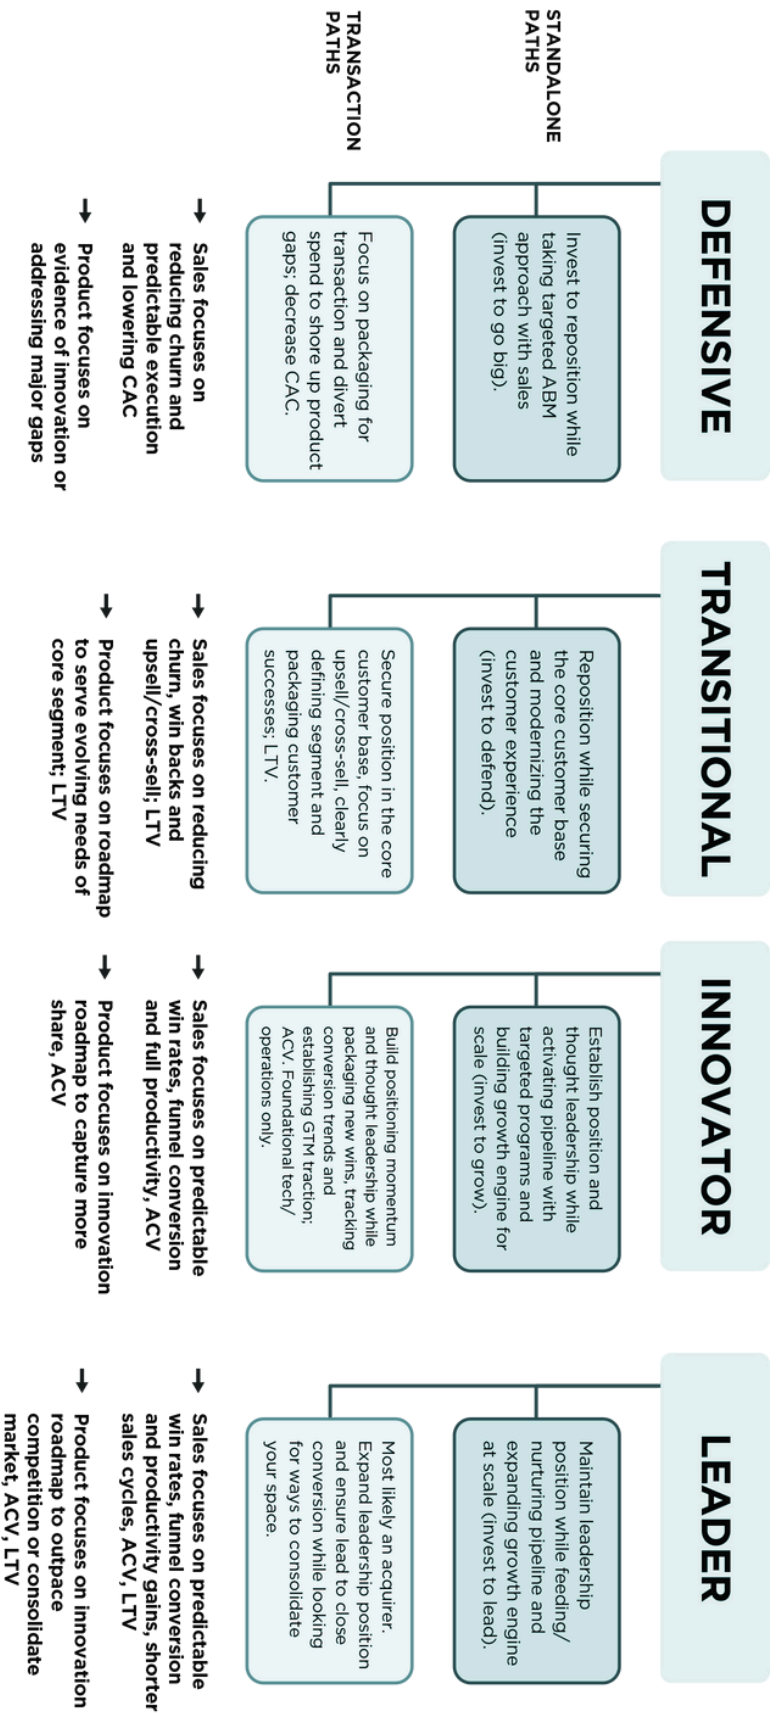 DEFENSIVE
TRANSITIONAL
INNOVATOR
LEADER
STANDALONE
PATHS
Invest to reposition while
taking targeted ABM
approach with sales
(invest to go big).
Reposition while securing
the core customer base
and modernizing the
customer experience
(invest to defend).
Establish position and
thought leadership while
activating pipeline with
targeted programs and
building growth engine for
scale (invest to grow).
Maintain leadership
position while feeding/
nurturing pipeline and
expanding growth engine
at scale (invest to lead).
TRANSACTION
PATHS
Focus on packaging for
transaction and divert
spend to shore up product
gaps; decrease CAC.
Secure position in the core
customer base, focus on
upsell/cross-sell, clearly
defining segment and
packaging customer
successes; LTV.
Build positioning momentum
and thought leadership while
packaging new wins, tracking
conversion trends and
establishing GTM traction;
ACV. Foundational tech/
operations only.
Most likely an acquirer.
Expand leadership position
and ensure lead to close
conversion while looking
for ways to consolidate
your space.
→ Sales focuses on
reducing churn and
predictable execution
and lowering CAC
→ Product focuses on
evidence of innovation or
addressing major gaps
→ Sales focuses on reducing
churn, win backs and
upsell/cross-sell; LTV
→ Product focuses on roadmap
to serve evolving needs of
core segment; LTV
→ Sales focuses on predictable
win rates, funnel conversion
and full productivity, ACV
→ Product focuses on innovation
roadmap to capture more
share, ACV
→ Sales focuses on predictable
win rates, funnel conversion
and productivity gains, shorter
sales cycles, ACV, LTV
→ Product focuses on innovation
roadmap to outpace
competition or consolidate
market, ACV, LTV